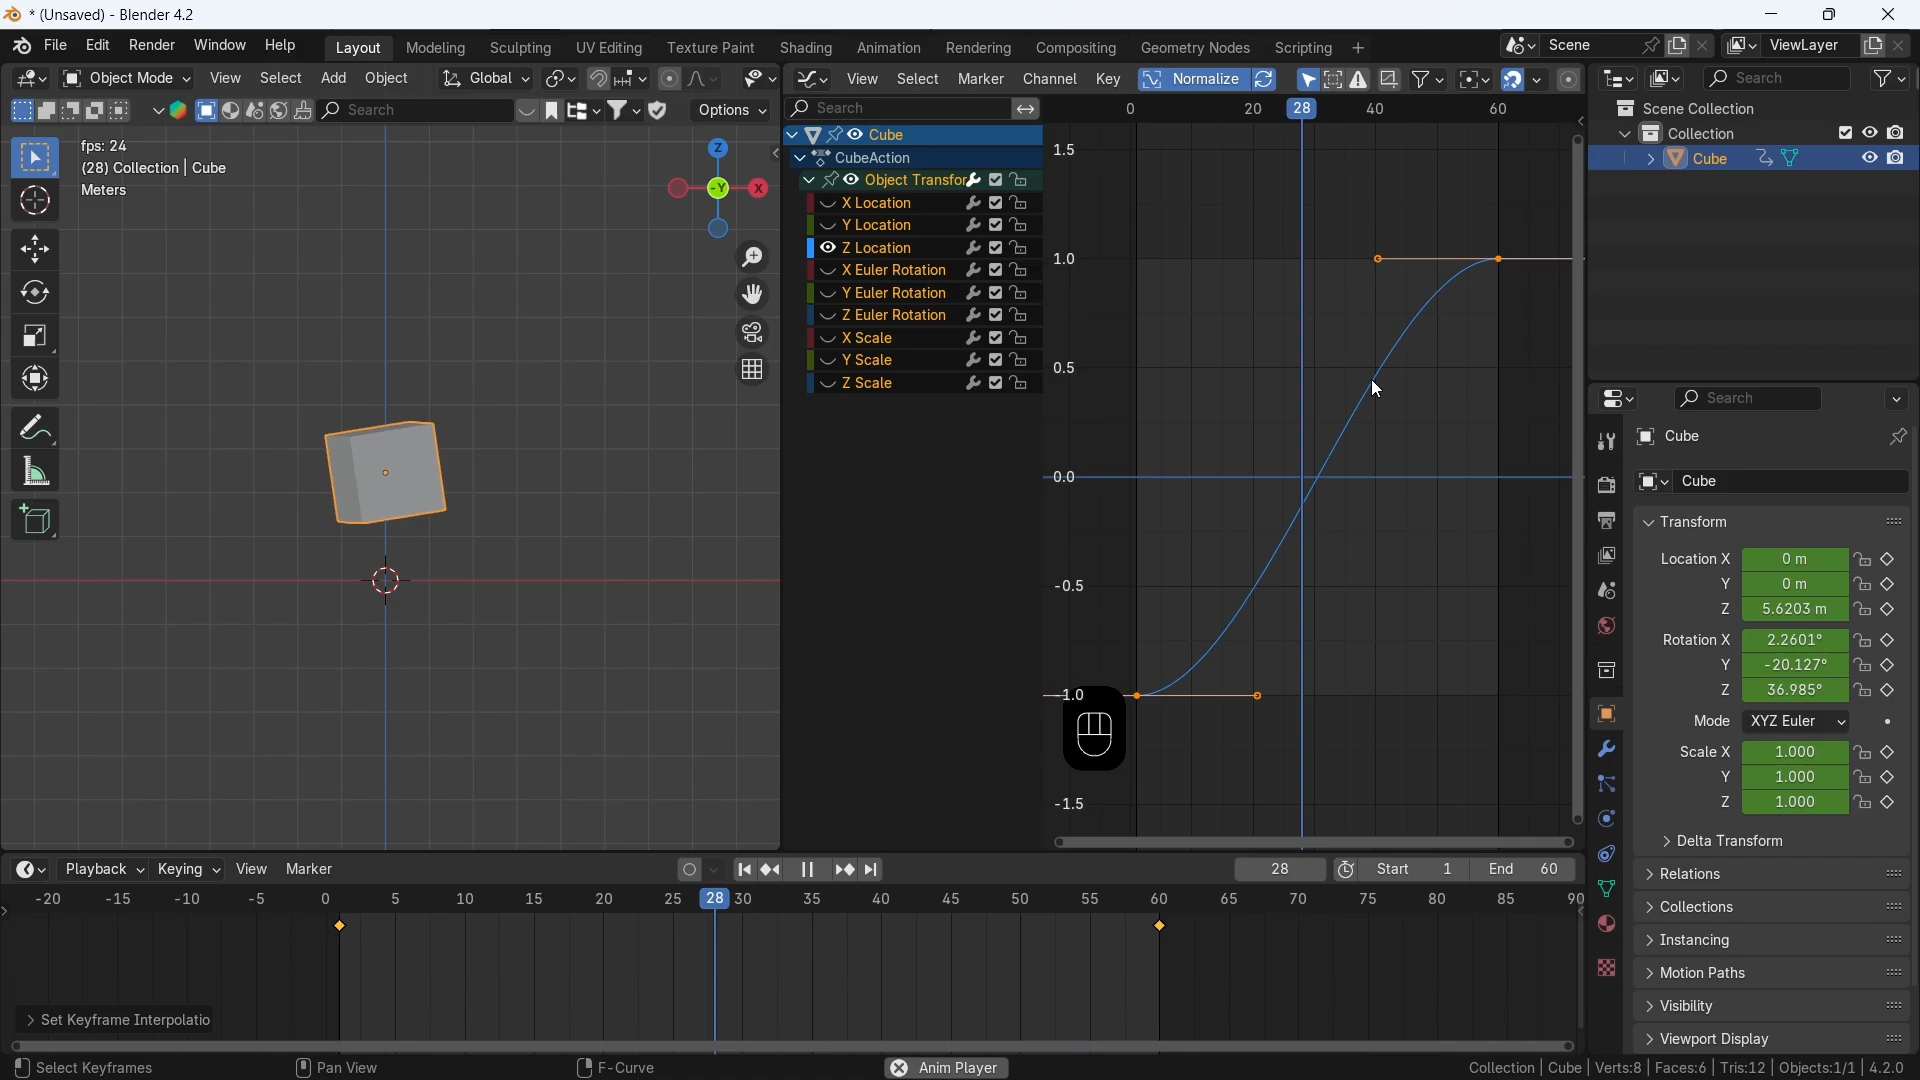 * (Unsaved) - Blender 4.2
File Edit Render Window Help Layout Modeling Sculpting UV Editing Texture Paint Shading Animation Rendering Compositing Geometry Nodes Scripting + Scene ViewLayer
Object Mode View Select Add Object Global
Search Options
fps: 24
(28) Collection | Cube
Meters
Z
-Y X
View Select Marker Channel Key Normalize
Search
Cube
CubeAction
Object Transfor
X Location
Y Location
Z Location
X Euler Rotation
Y Euler Rotation
Z Euler Rotation
X Scale
Y Scale
Z Scale
0 20 28 40 60
1.5
1.0
0.5
0.0
-0.5
-1.0
-1.5
Search
Scene Collection
Collection
Cube
Search
Cube
Cube
Transform
Location X 0 m
Y 0 m
Z 5.6203 m
Rotation X 2.2601°
Y -20.127°
Z 36.985°
Mode XYZ Euler
Scale X 1.000
Y 1.000
Z 1.000
Delta Transform
Relations
Collections
Instancing
Motion Paths
Visibility
Viewport Display
Playback Keying View Marker 28 Start 1 End 60
-20 -15 -10 -5 0 5 10 15 20 25 28 30 35 40 45 50 55 60 65 70 75 80 85 90
Set Keyframe Interpolatio
Select Keyframes Pan View F-Curve Anim Player Collection | Cube | Verts:8 | Faces:6 | Tris:12 | Objects:1/1 | 4.2.0